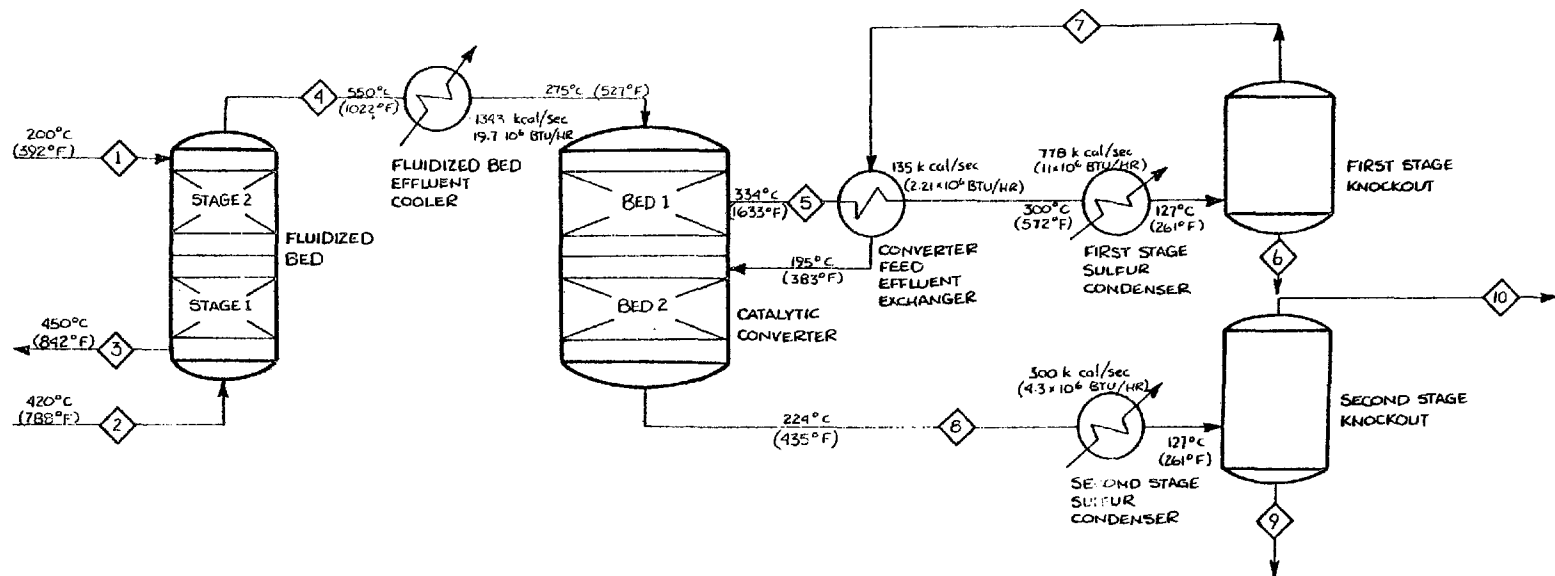 7
4
550°C
(1022°F)
275°C (527°F)
1343 kcal/sec
19.7 10⁶ BTU/HR
FLUIDIZED BED
EFFLUENT
COOLER
200°C
(392°F)
1
STAGE 2
FLUIDIZED
BED
STAGE 1
450°C
(842°F)
3
420°C
(788°F)
2
BED 1
BED 2
CATALYTIC
CONVERTER
334°C
(1633°F)
5
135 k cal/sec
(2.21×10⁶ BTU/HR)
195°C
(383°F)
CONVERTER
FEED
EFFLUENT
EXCHANGER
778 k cal/sec
(11×10⁶ BTU/HR)
300°C
(572°F)
127°C
(261°F)
FIRST STAGE
SULFUR
CONDENSER
FIRST STAGE
KNOCKOUT
6
10
224°C
(435°F)
8
300 k cal/sec
(4.3×10⁶ BTU/HR)
127°C
(261°F)
SECOND STAGE
SULFUR
CONDENSER
SECOND STAGE
KNOCKOUT
9